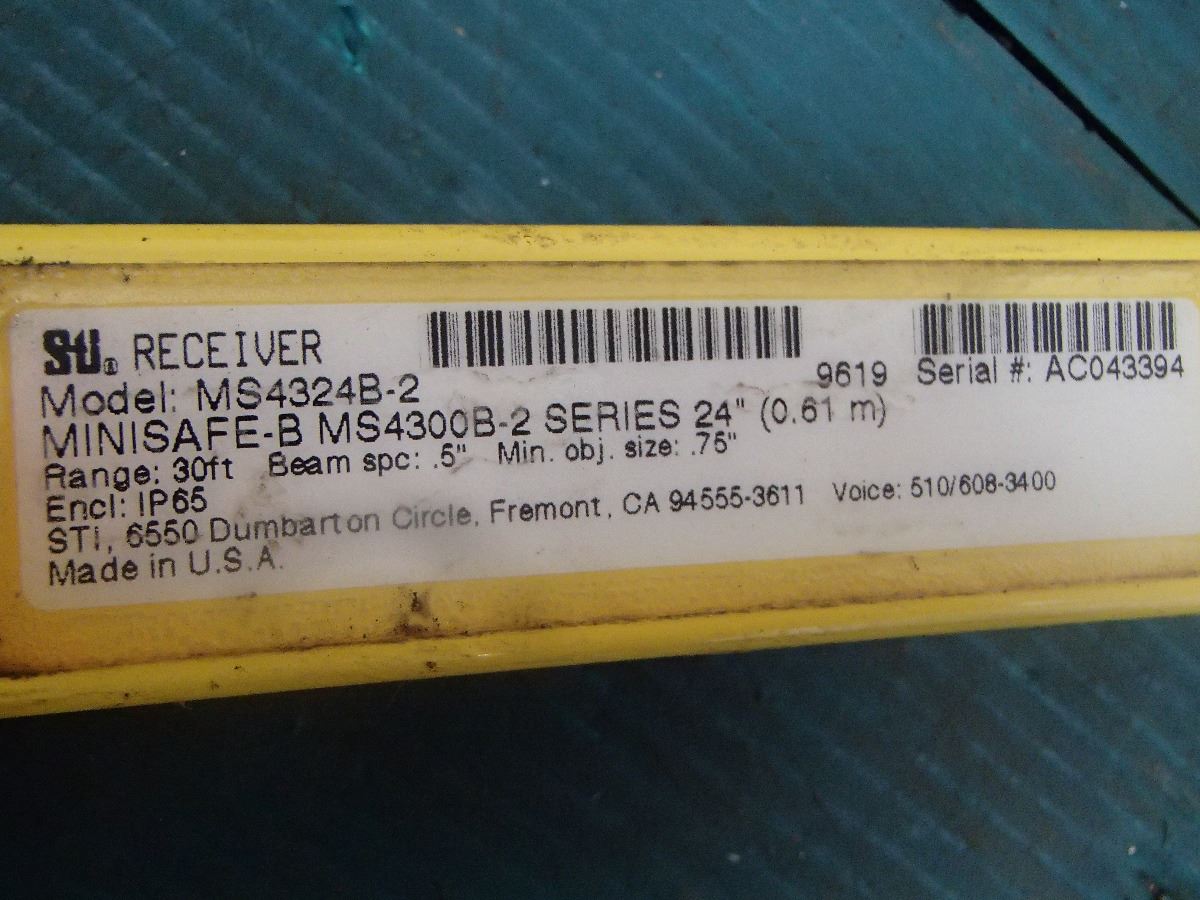 STI® RECEIVER
Model: MS4324B-2
9619 Serial #: AC043394
MINISAFE-B MS4300B-2 SERIES 24" (0.61 m)
Range: 30ft Beam spc: .5" Min. obj. size: .75"
Encl: IP65
STI, 6550 Dumbarton Circle, Fremont, CA 94555-3611 Voice: 510/608-3400
Made in U.S.A.